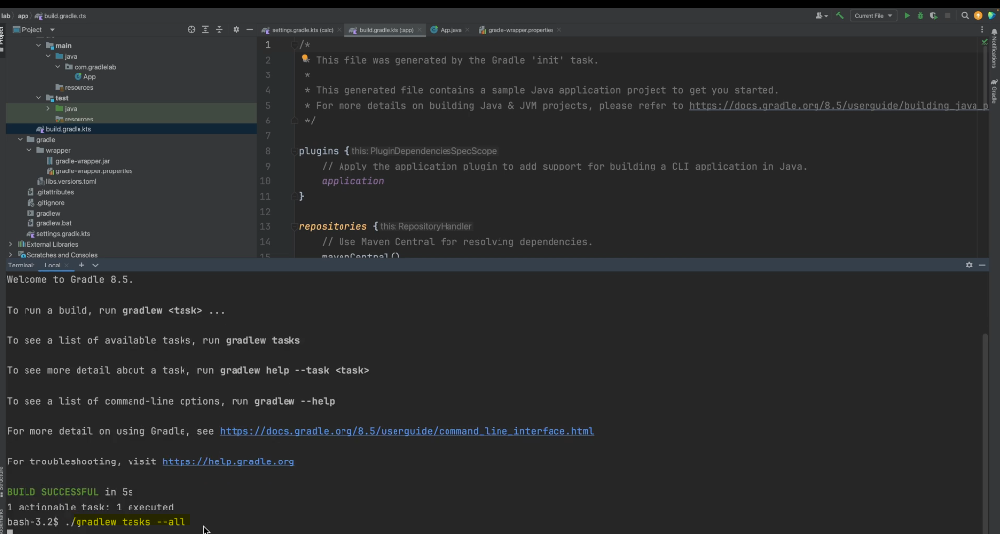 lab app build.gradle.kts
Current File
Project
main
java
com.gradlelab
App
resources
test
java
resources
build.gradle.kts
gradle
wrapper
gradle-wrapper.jar
gradle-wrapper.properties
libs.versions.toml
.gitattributes
.gitignore
gradlew
gradlew.bat
settings.gradle.kts
External Libraries
Scratches and Consoles
settings.gradle.kts (calc)
build.gradle.kts (app)
App.java
gradle-wrapper.properties
1 /*
2 * This file was generated by the Gradle 'init' task.
3 *
4 * This generated file contains a sample Java application project to get you started.
5 * For more details on building Java & JVM projects, please refer to https://docs.gradle.org/8.5/userguide/building_java_p
6 */
7
8 plugins { this: PluginDependenciesSpecScope
9 // Apply the application plugin to add support for building a CLI application in Java.
10 application
11 }
12
13 repositories { this: RepositoryHandler
14 // Use Maven Central for resolving dependencies.
15 mavenCentral()
Project
Notifications
Gradle
Terminal: Local
Welcome to Gradle 8.5.
To run a build, run gradlew <task> ...
To see a list of available tasks, run gradlew tasks
To see more detail about a task, run gradlew help --task <task>
To see a list of command-line options, run gradlew --help
For more detail on using Gradle, see https://docs.gradle.org/8.5/userguide/command_line_interface.html
For troubleshooting, visit https://help.gradle.org
BUILD SUCCESSFUL in 5s
1 actionable task: 1 executed
bash-3.2$ ./gradlew tasks --all
Structure